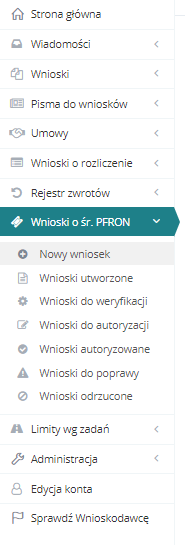 Strona główna
Wiadomości
Wnioski
Pisma do wniosków
Umowy
Wnioski o rozliczenie
Rejestr zwrotów
Wnioski o śr. PFRON
Nowy wniosek
Wnioski utworzone
Wnioski do weryfikacji
Wnioski do autoryzacji
Wnioski autoryzowane
Wnioski do poprawy
Wnioski odrzucone
Limity wg zadań
Administracja
Edycja konta
Sprawdź Wnioskodawcę